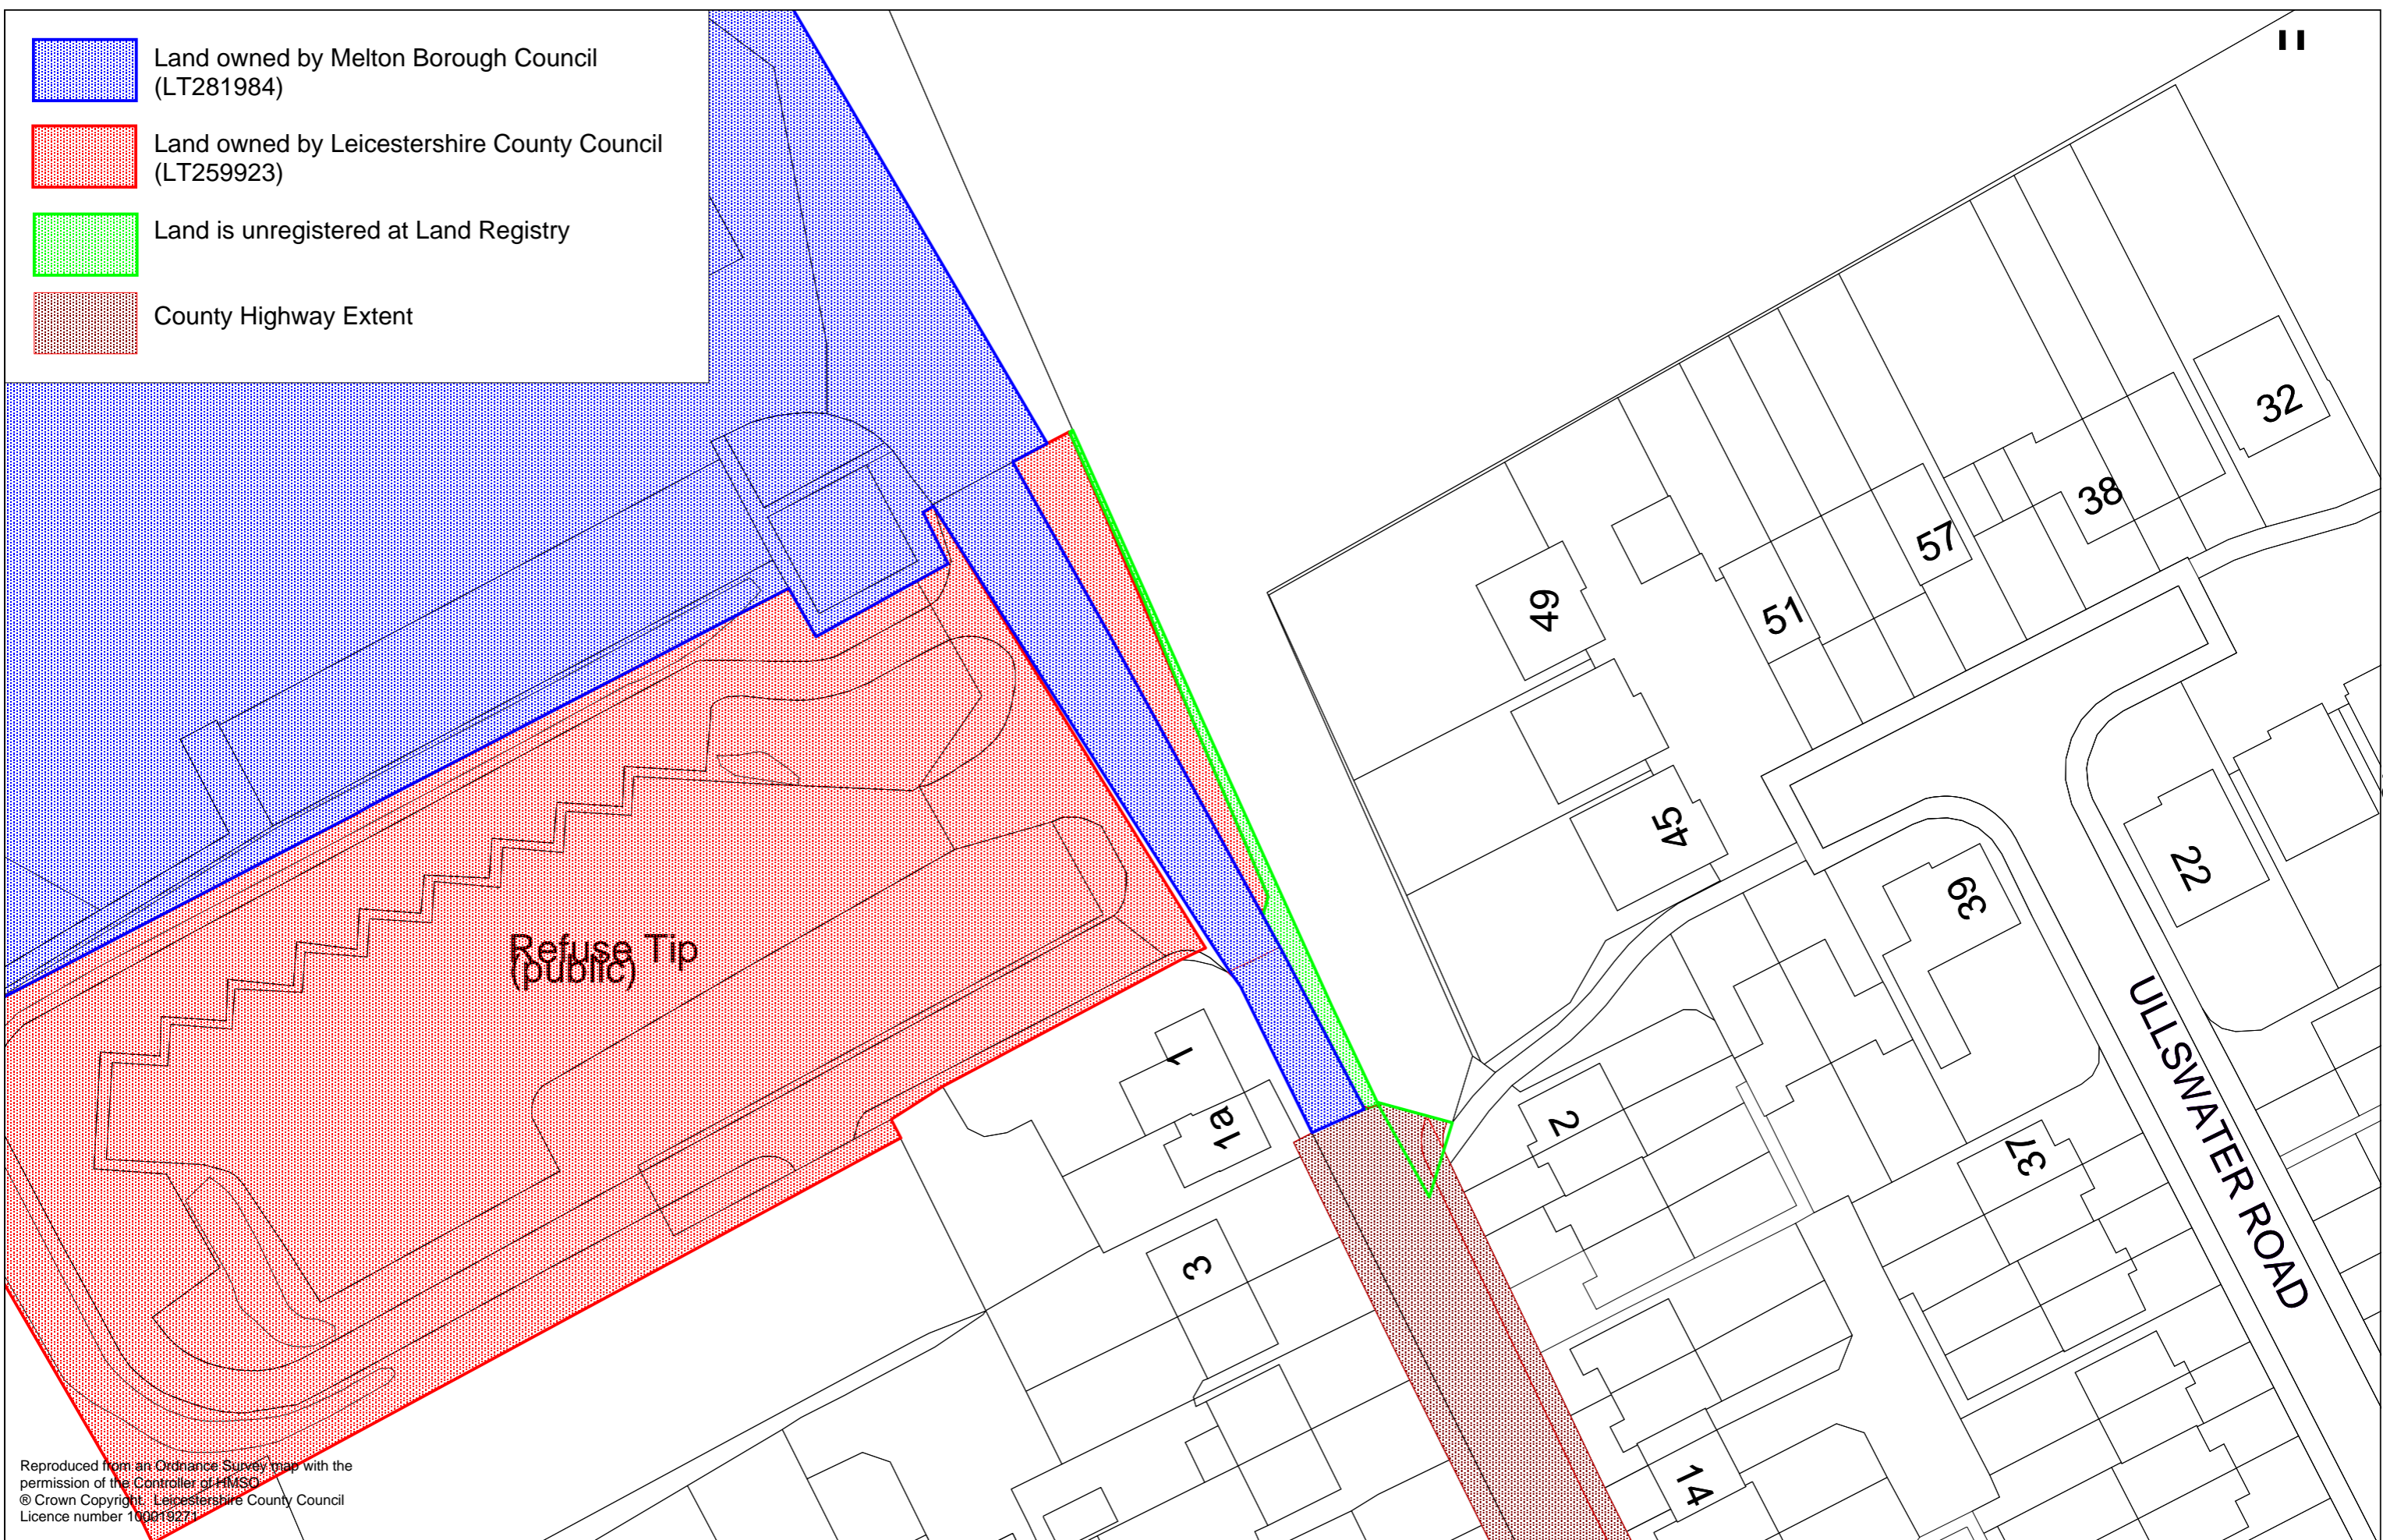 Land owned by Melton Borough Council
(LT281984)
Land owned by Leicestershire County Council
(LT259923)
Land is unregistered at Land Registry
County Highway Extent
32
38
57
51
49
45
39
22
Refuse Tip
(public)
1
1a
2
37
3
14
ULLSWATER ROAD
Reproduced from an Ordnance Survey map with the
permission of the Controller of HMSO.
® Crown Copyright. Leicestershire County Council
Licence number 100019271